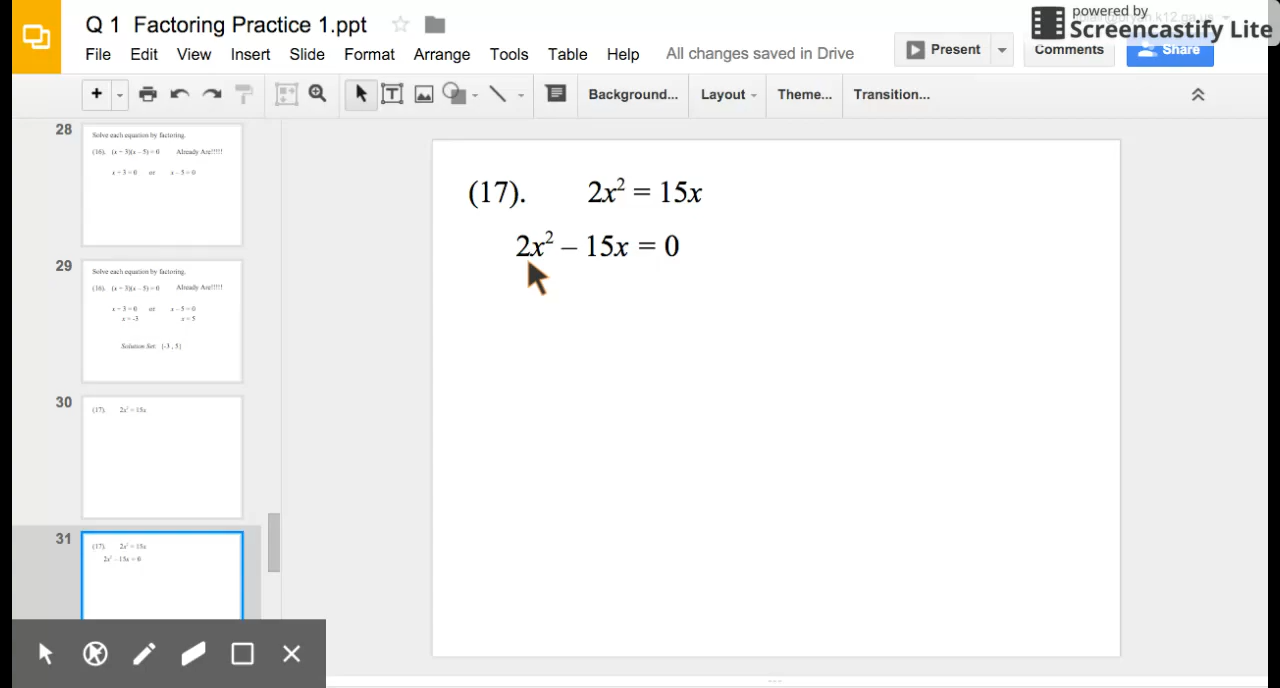 Q 1 Factoring Practice 1.ppt
powered by
Screencastify Lite
File Edit View Insert Slide Format Arrange Tools Table Help All changes saved in Drive
Present Comments Share
Background... Layout Theme... Transition...
28
Solve each equation by factoring.
(16). (x + 3)(x – 5) = 0 Already Are!!!!!
x + 3 = 0 or x – 5 = 0
29
Solve each equation by factoring.
(16). (x + 3)(x – 5) = 0 Already Are!!!!!
x + 3 = 0 or x – 5 = 0
x = -3 x = 5
Solution Set: {-3 , 5}
30
(17). 2x² = 15x
31
(17). 2x² = 15x
2x² – 15x = 0
(17). 2x² = 15x
2x² – 15x = 0